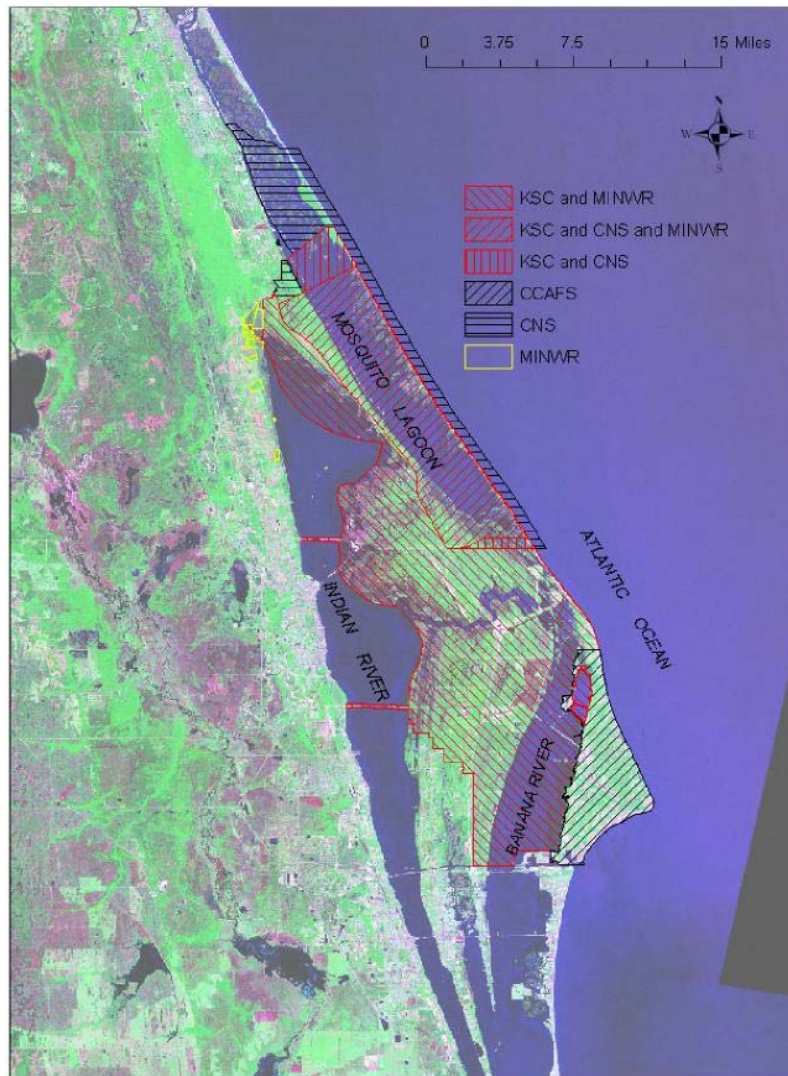 0 3.75 7.5 15 Miles
N
W E
S
KSC and MINWR
KSC and CNS and MINWR
KSC and CNS
CCAFS
CNS
MINWR
MOSQUITO LAGOON
ATLANTIC OCEAN
INDIAN RIVER
BANANA RIVER